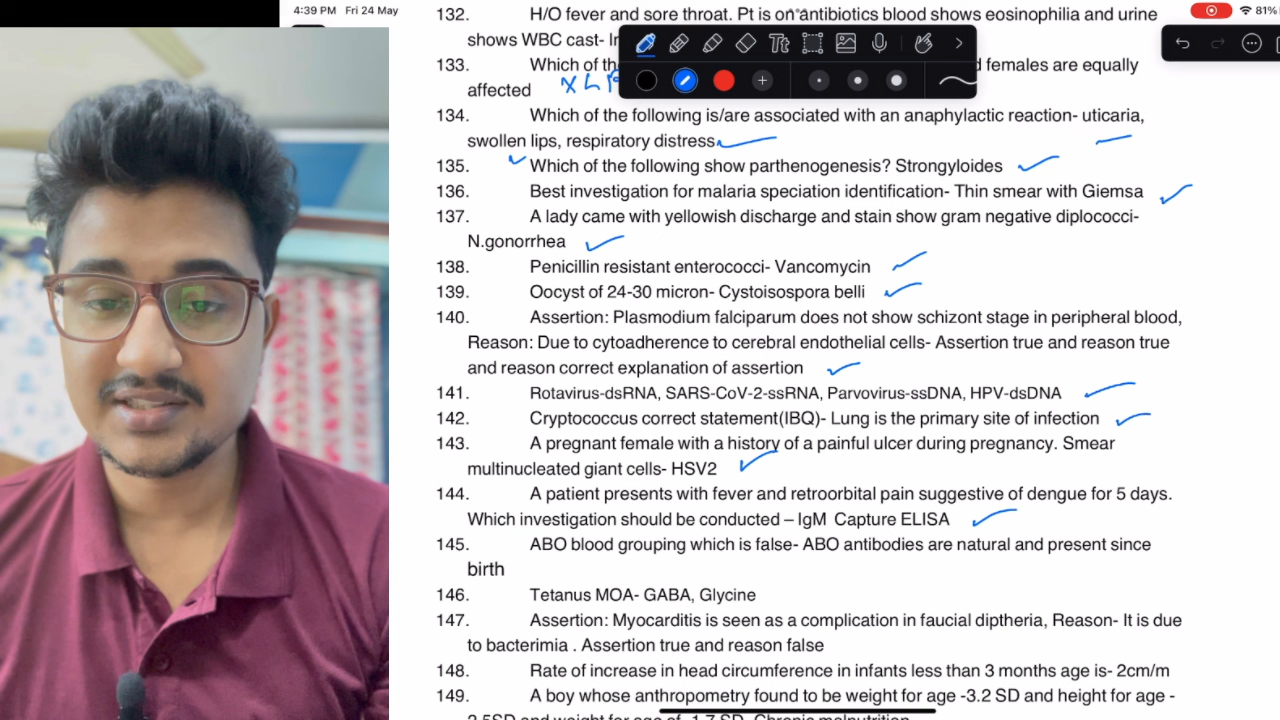 4:39 PM Fri 24 May
81%
132. H/O fever and sore throat. Pt is on antibiotics blood shows eosinophilia and urine
shows WBC cast-
133. Which of d females are equally
affected XL
134. Which of the following is/are associated with an anaphylactic reaction- uticaria,
swollen lips, respiratory distress
135. Which of the following show parthenogenesis? Strongyloides
136. Best investigation for malaria speciation identification- Thin smear with Giemsa
137. A lady came with yellowish discharge and stain show gram negative diplococci-
N.gonorrhea
138. Penicillin resistant enterococci- Vancomycin
139. Oocyst of 24-30 micron- Cystoisospora belli
140. Assertion: Plasmodium falciparum does not show schizont stage in peripheral blood,
Reason: Due to cytoadherence to cerebral endothelial cells- Assertion true and reason true
and reason correct explanation of assertion
141. Rotavirus-dsRNA, SARS-CoV-2-ssRNA, Parvovirus-ssDNA, HPV-dsDNA
142. Cryptococcus correct statement(IBQ)- Lung is the primary site of infection
143. A pregnant female with a history of a painful ulcer during pregnancy. Smear
multinucleated giant cells- HSV2
144. A patient presents with fever and retroorbital pain suggestive of dengue for 5 days.
Which investigation should be conducted – IgM Capture ELISA
145. ABO blood grouping which is false- ABO antibodies are natural and present since
birth
146. Tetanus MOA- GABA, Glycine
147. Assertion: Myocarditis is seen as a complication in faucial diptheria, Reason- It is due
to bacterimia . Assertion true and reason false
148. Rate of increase in head circumference in infants less than 3 months age is- 2cm/m
149. A boy whose anthropometry found to be weight for age -3.2 SD and height for age -
2.5SD and weight for age of -1.7 SD- Chronic malnutrition